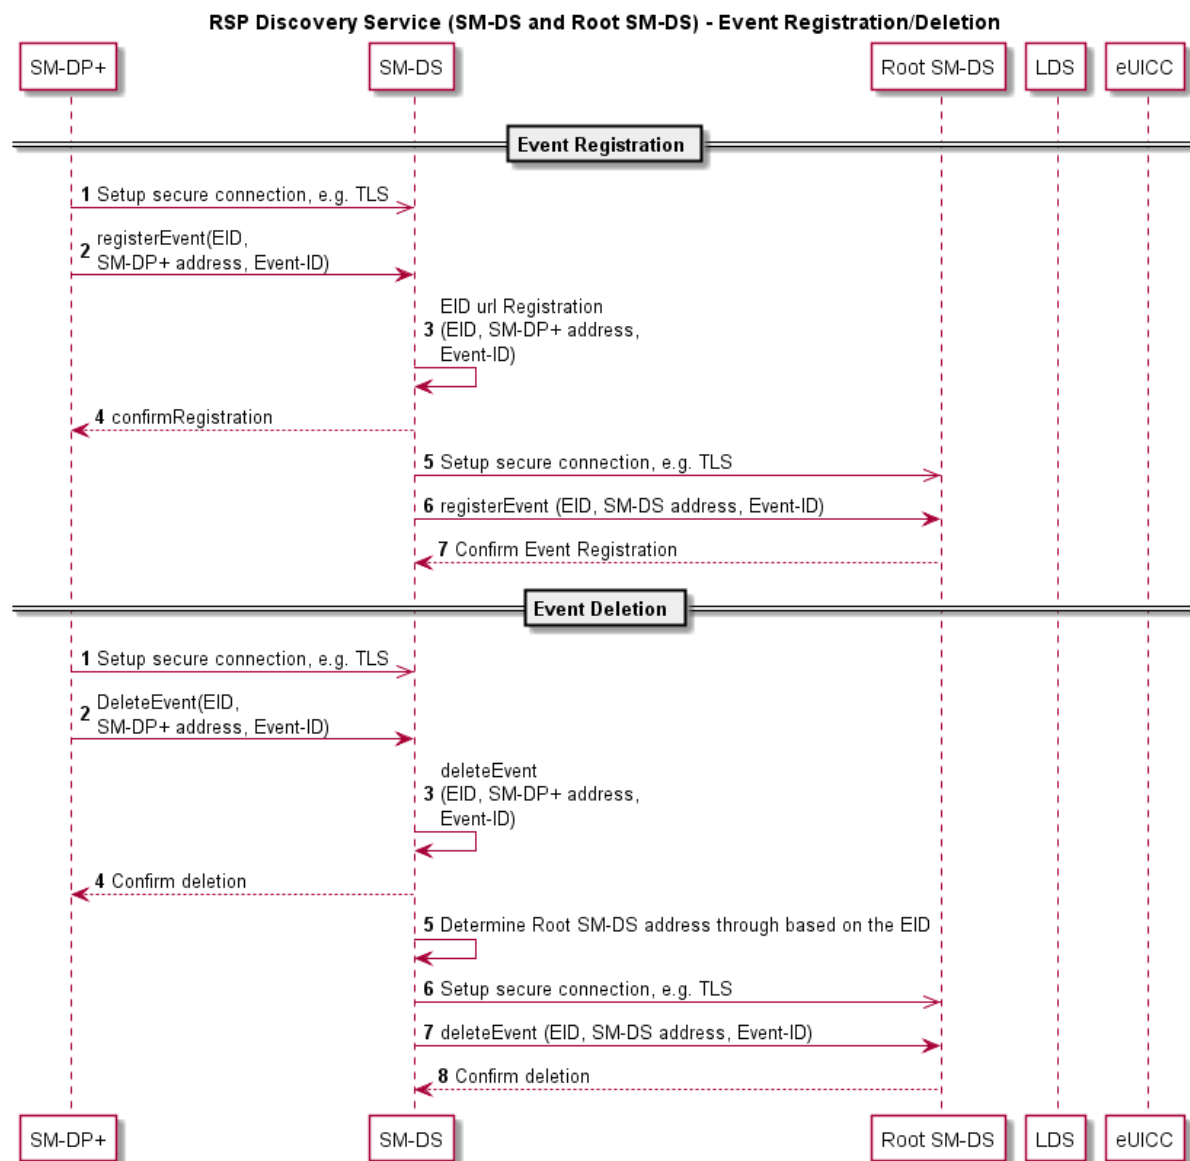 RSP Discovery Service (SM-DS and Root SM-DS) - Event Registration/Deletion
SM-DP+ SM-DS Root SM-DS LDS eUICC
Event Registration
1 Setup secure connection, e.g. TLS
registerEvent(EID,
2 SM-DP+ address, Event-ID)
EID url Registration
3 (EID, SM-DP+ address,
Event-ID)
4 confirmRegistration
5 Setup secure connection, e.g. TLS
6 registerEvent (EID, SM-DS address, Event-ID)
7 Confirm Event Registration
Event Deletion
1 Setup secure connection, e.g. TLS
DeleteEvent(EID,
2 SM-DP+ address, Event-ID)
deleteEvent
3 (EID, SM-DP+ address,
Event-ID)
4 Confirm deletion
5 Determine Root SM-DS address through based on the EID
6 Setup secure connection, e.g. TLS
7 deleteEvent (EID, SM-DS address, Event-ID)
8 Confirm deletion
SM-DP+ SM-DS Root SM-DS LDS eUICC